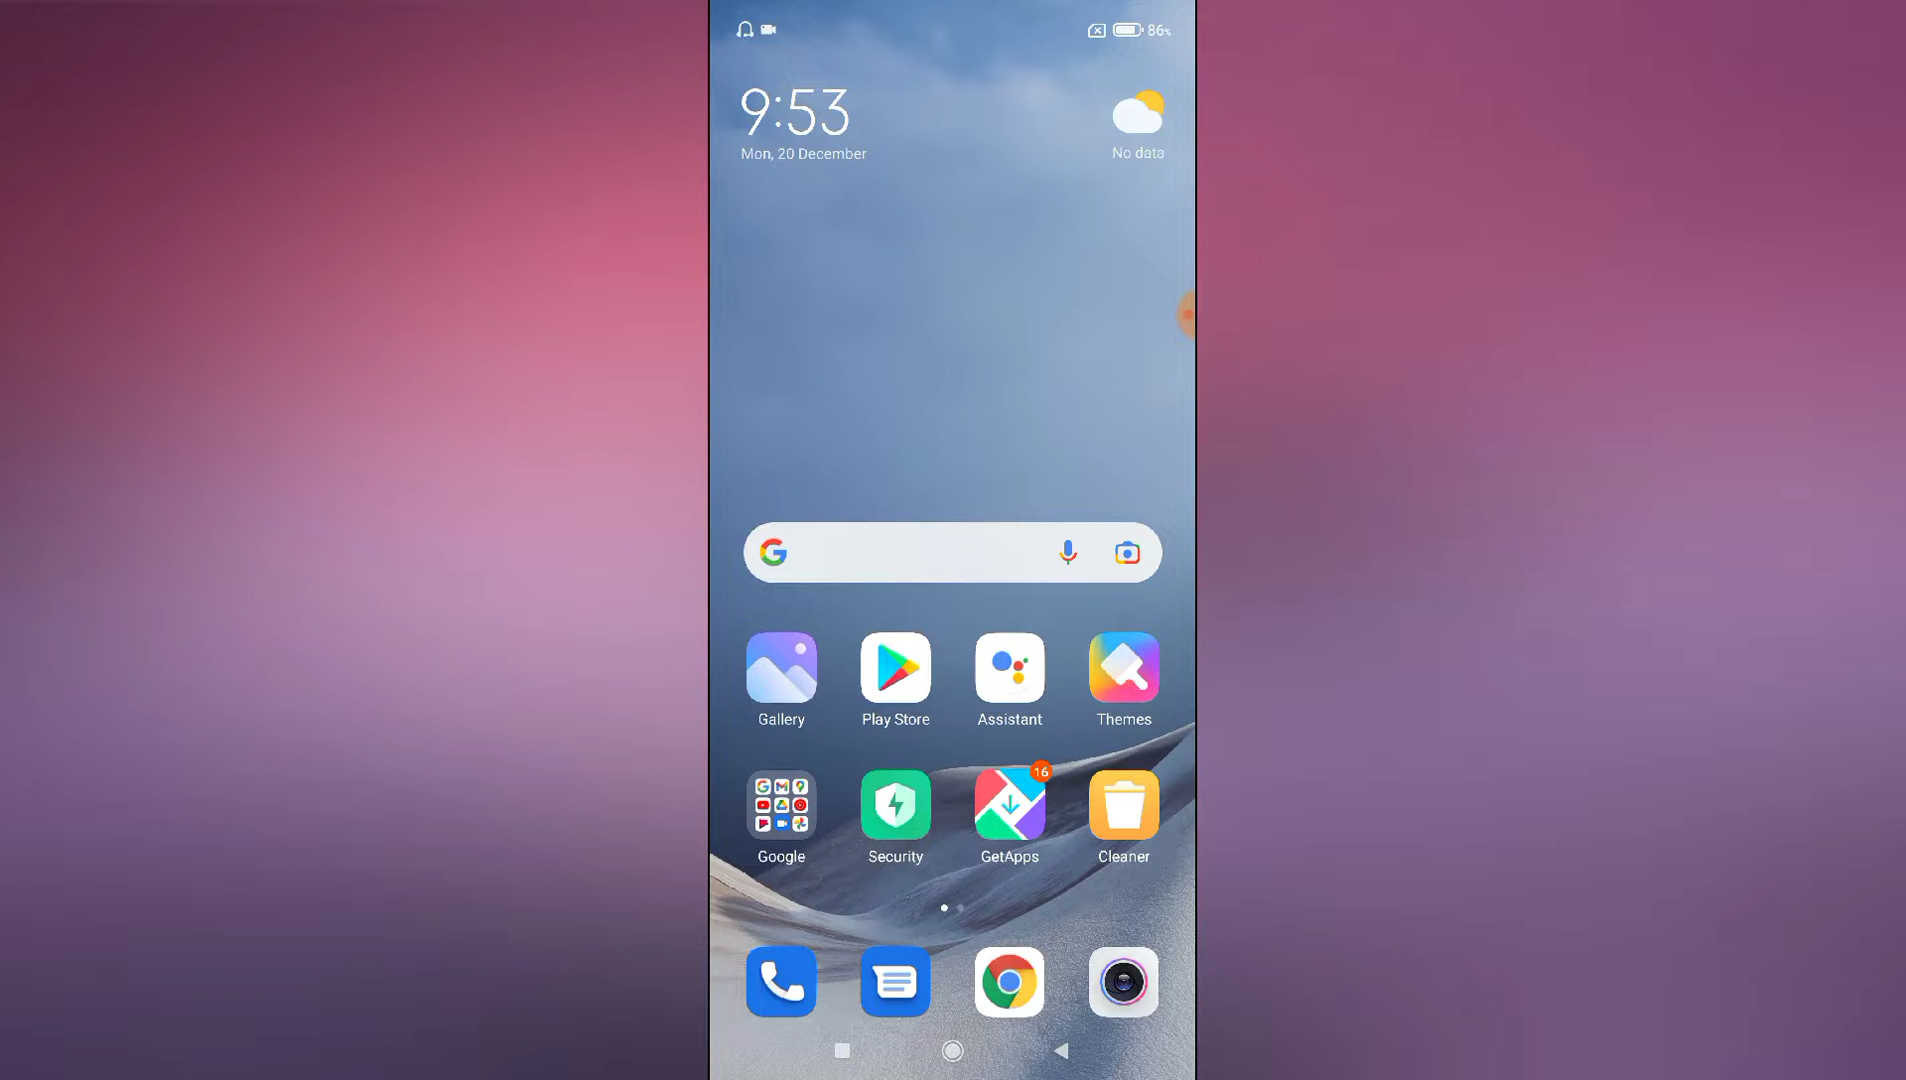 86%
9:53
Mon, 20 December
No data
Gallery
Play Store
Assistant
Themes
16
Google
Security
GetApps
Cleaner